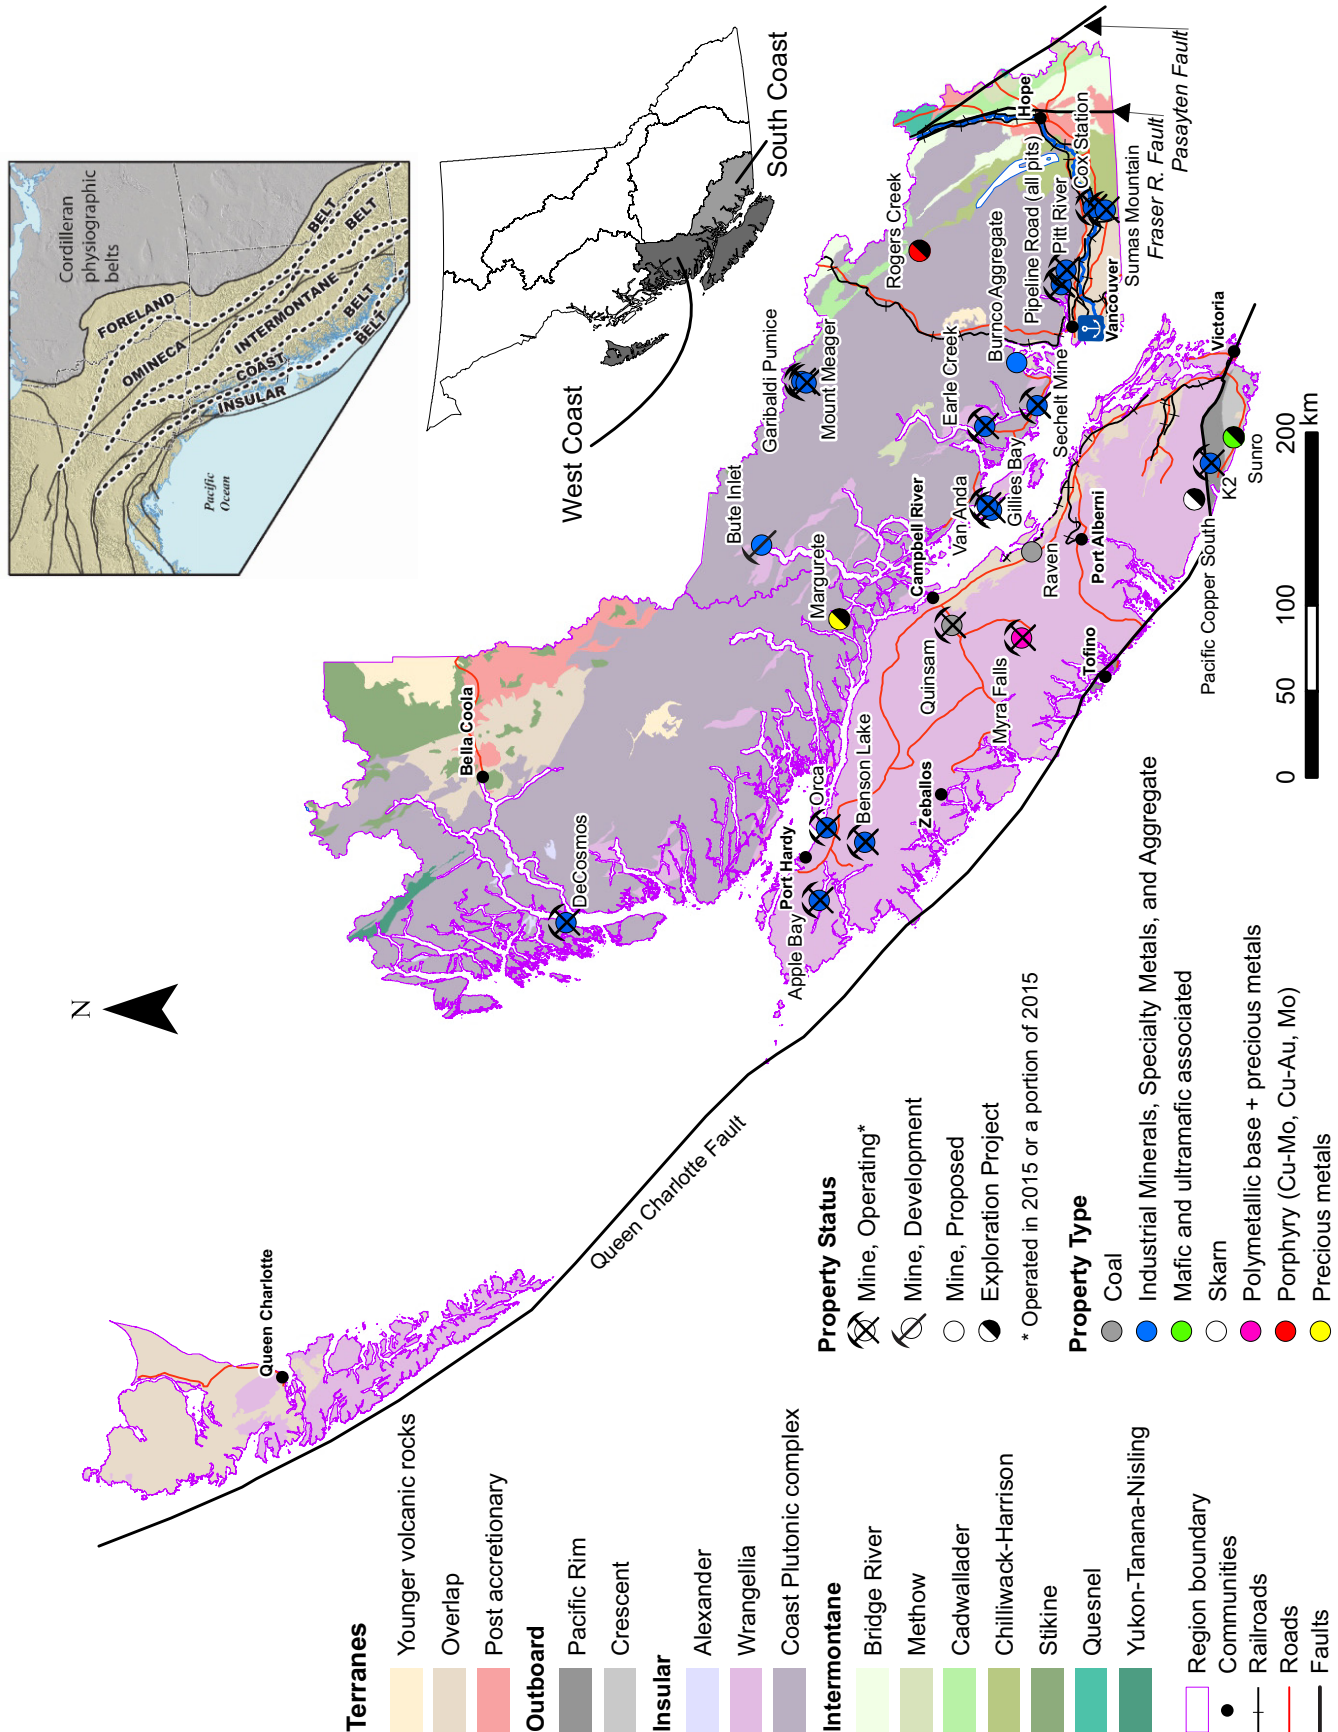 Cordilleran
physiographic
belts
FORELAND
BELT
OMINECA
BELT
INTERMONTANE
BELT
COAST
BELT
INSULAR
Pacific
Ocean
West Coast
South Coast
N
Queen Charlotte
Queen Charlotte Fault
Bella Coola
DeCosmos
Bute Inlet
Garibaldi Pumice
Mount Meager
Rogers Creek
Margurete
Earle Creek
Burnco Aggregate
Pipeline Road (all pits)
Pitt River
Hope
Cox Station
Sumas Mountain
Fraser R. Fault
Pasayten Fault
Vancouver
Sechelt Mine
Gillies Bay
Van Anda
Campbell River
Orca
Port Hardy
Apple Bay
Benson Lake
Zeballos
Quinsam
Myra Falls
Raven
Port Alberni
Tofino
Pacific Copper South
K2
Sunro
Victoria
0 50 100 200
km
Terranes
Younger volcanic rocks
Overlap
Post accretionary
Outboard
Pacific Rim
Crescent
Insular
Alexander
Wrangellia
Coast Plutonic complex
Intermontane
Bridge River
Methow
Cadwallader
Chilliwack-Harrison
Stikine
Quesnel
Yukon-Tanana-Nisling
Region boundary
Communities
Railroads
Roads
Faults
Property Status
Mine, Operating*
Mine, Development
Mine, Proposed
Exploration Project
* Operated in 2015 or a portion of 2015
Property Type
Coal
Industrial Minerals, Specialty Metals, and Aggregate
Mafic and ultramafic associated
Skarn
Polymetallic base + precious metals
Porphyry (Cu-Mo, Cu-Au, Mo)
Precious metals